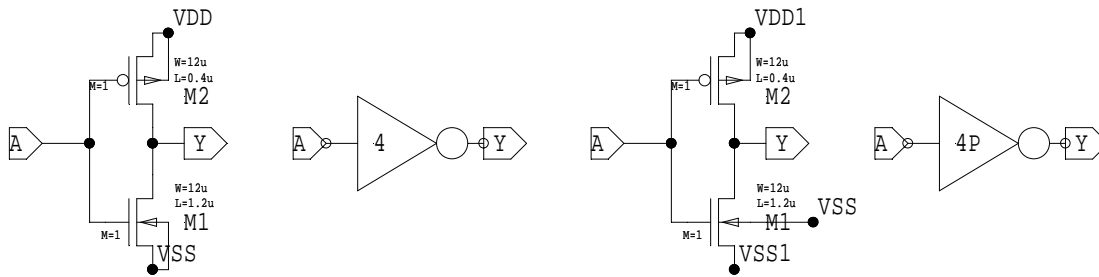 VDD
W=12u
L=0.4u
M=1
M2
A
Y
W=12u
L=1.2u
M1
M=1
VSS
A
4
Y
VDD1
W=12u
L=0.4u
M=1
M2
A
Y
W=12u
L=1.2u
M1
M=1
VSS
VSS1
A
4P
Y